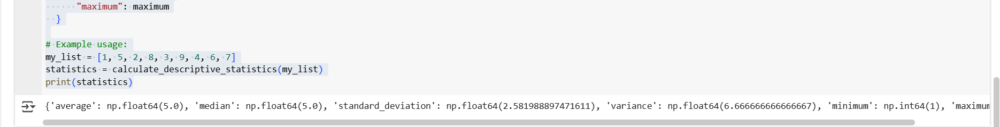 "maximum": maximum
}
# Example usage:
my_list = [1, 5, 2, 8, 3, 9, 4, 6, 7]
statistics = calculate_descriptive_statistics(my_list)
print(statistics)
{'average': np.float64(5.0), 'median': np.float64(5.0), 'standard_deviation': np.float64(2.581988897471611), 'variance': np.float64(6.666666666666667), 'minimum': np.int64(1), 'maximum